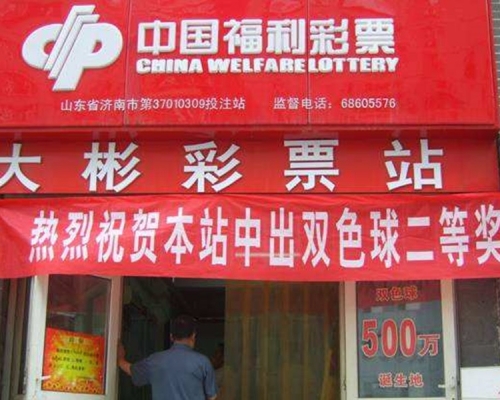 中国福利彩票
CHINA WELFARE LOTTERY
山东省济南市第37010309投注站 监督电话：68605576
大彬彩票站
热烈祝贺本站中出双色球二等奖
双色球
500万
诞生地